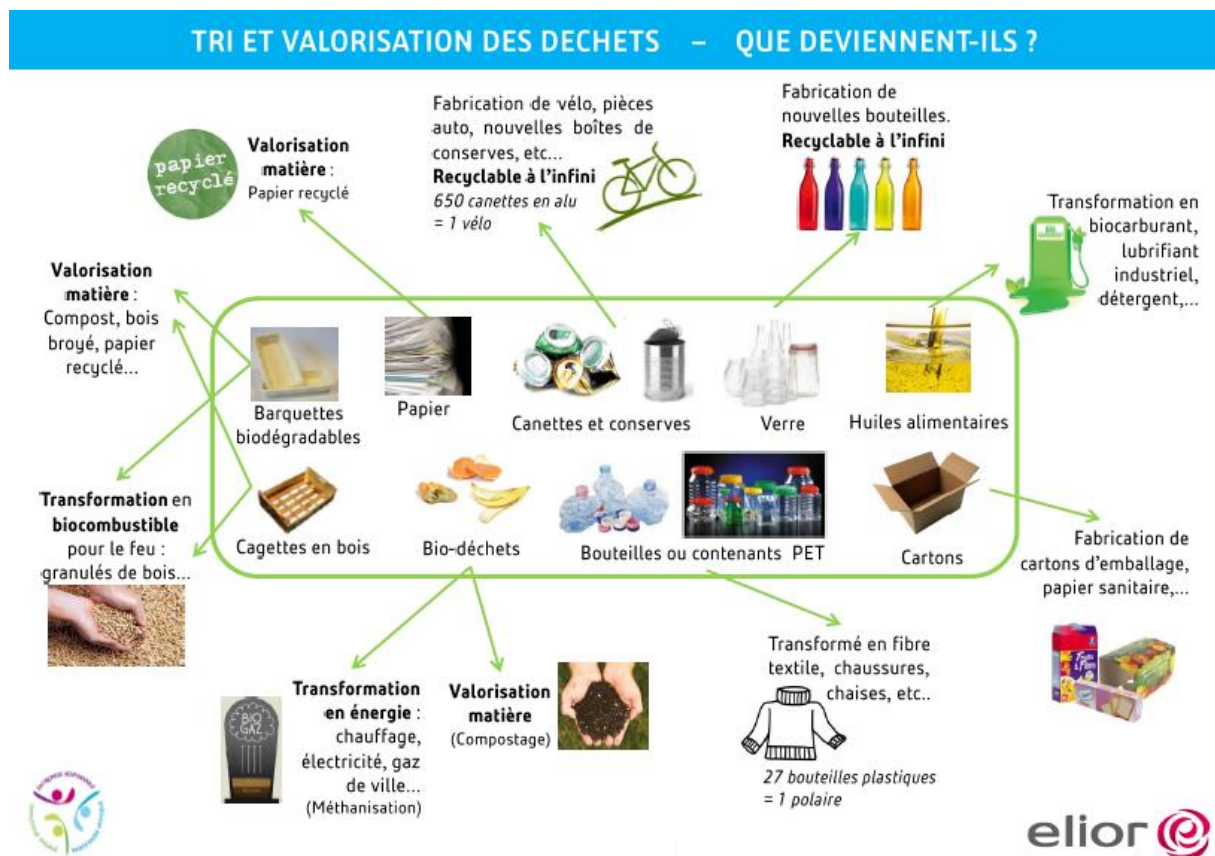 TRI ET VALORISATION DES DECHETS – QUE DEVIENNENT-ILS ?
papier
recyclé
Valorisation
matière :
Papier recyclé
Fabrication de vélo, pièces
auto, nouvelles boîtes de
conserves, etc...
Recyclable à l'infini
650 canettes en alu
= 1 vélo
Fabrication de
nouvelles bouteilles.
Recyclable à l'infini
Transformation en
biocarburant,
lubrifiant
industriel,
détergent,...
Valorisation
matière :
Compost, bois
broyé, papier
recyclé...
Barquettes
biodégradables
Papier
Canettes et conserves
Verre
Huiles alimentaires
Cagettes en bois
Bio-déchets
Bouteilles ou contenants PET
Cartons
Transformation en
biocombustible
pour le feu :
granulés de bois...
Fabrication de
cartons d'emballage,
papier sanitaire,...
BIO
GAZ
Transformation
en énergie :
chauffage,
électricité, gaz
de ville...
(Méthanisation)
Valorisation
matière
(Compostage)
Transformé en fibre
textile, chaussures,
chaises, etc..
27 bouteilles plastiques
= 1 polaire
elior